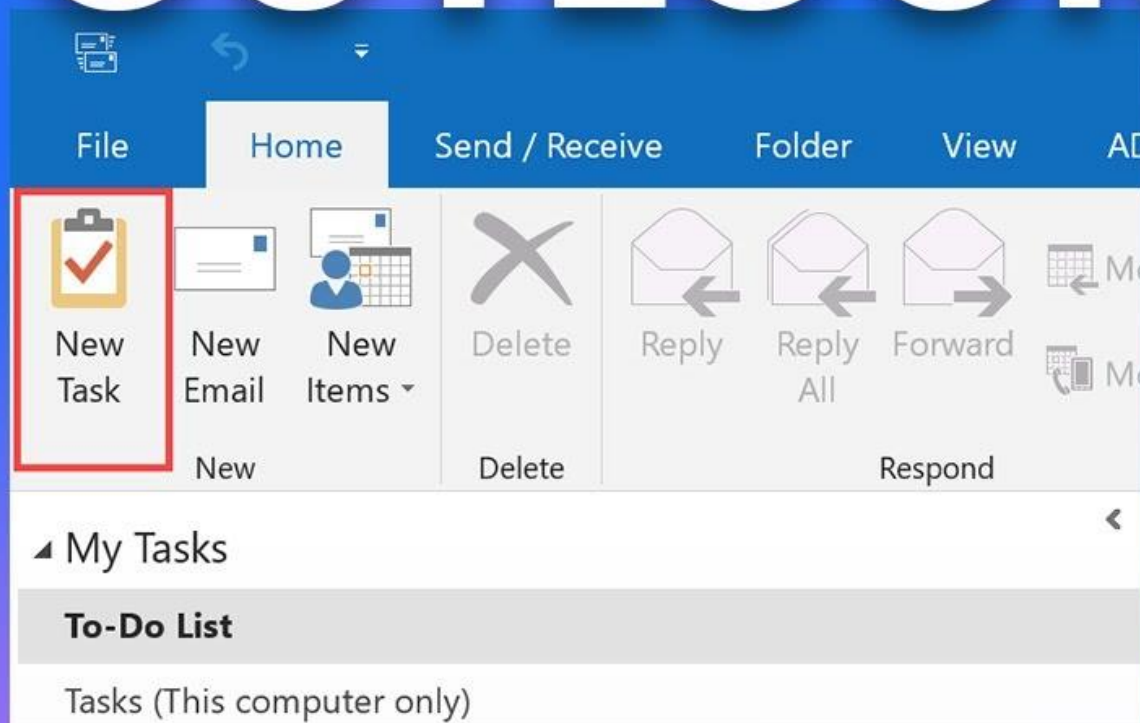 File Home Send / Receive Folder View
New New New Delete Reply Reply Forward
Task Email Items All
New Delete Respond
My Tasks
To-Do List
Tasks (This computer only)